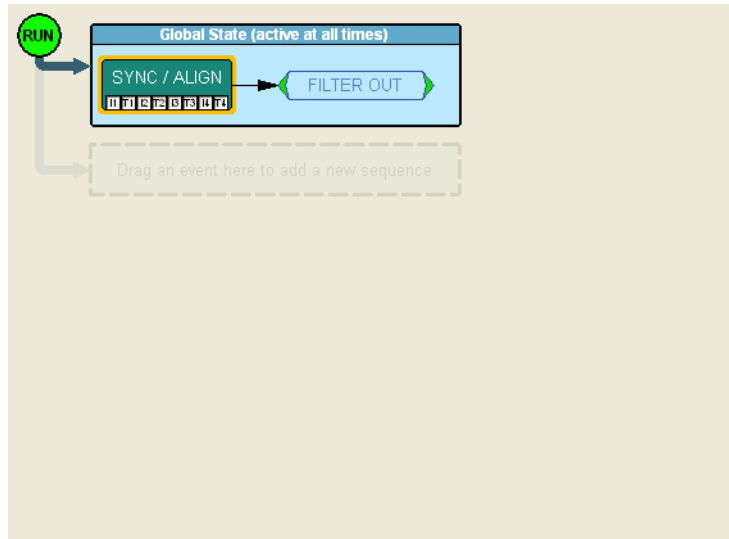 RUN
Global State (active at all times)
SYNC / ALIGN
FILTER OUT
I1 T1 I2 T2 I3 T3 I4 T4
Drag an event here to add a new sequence